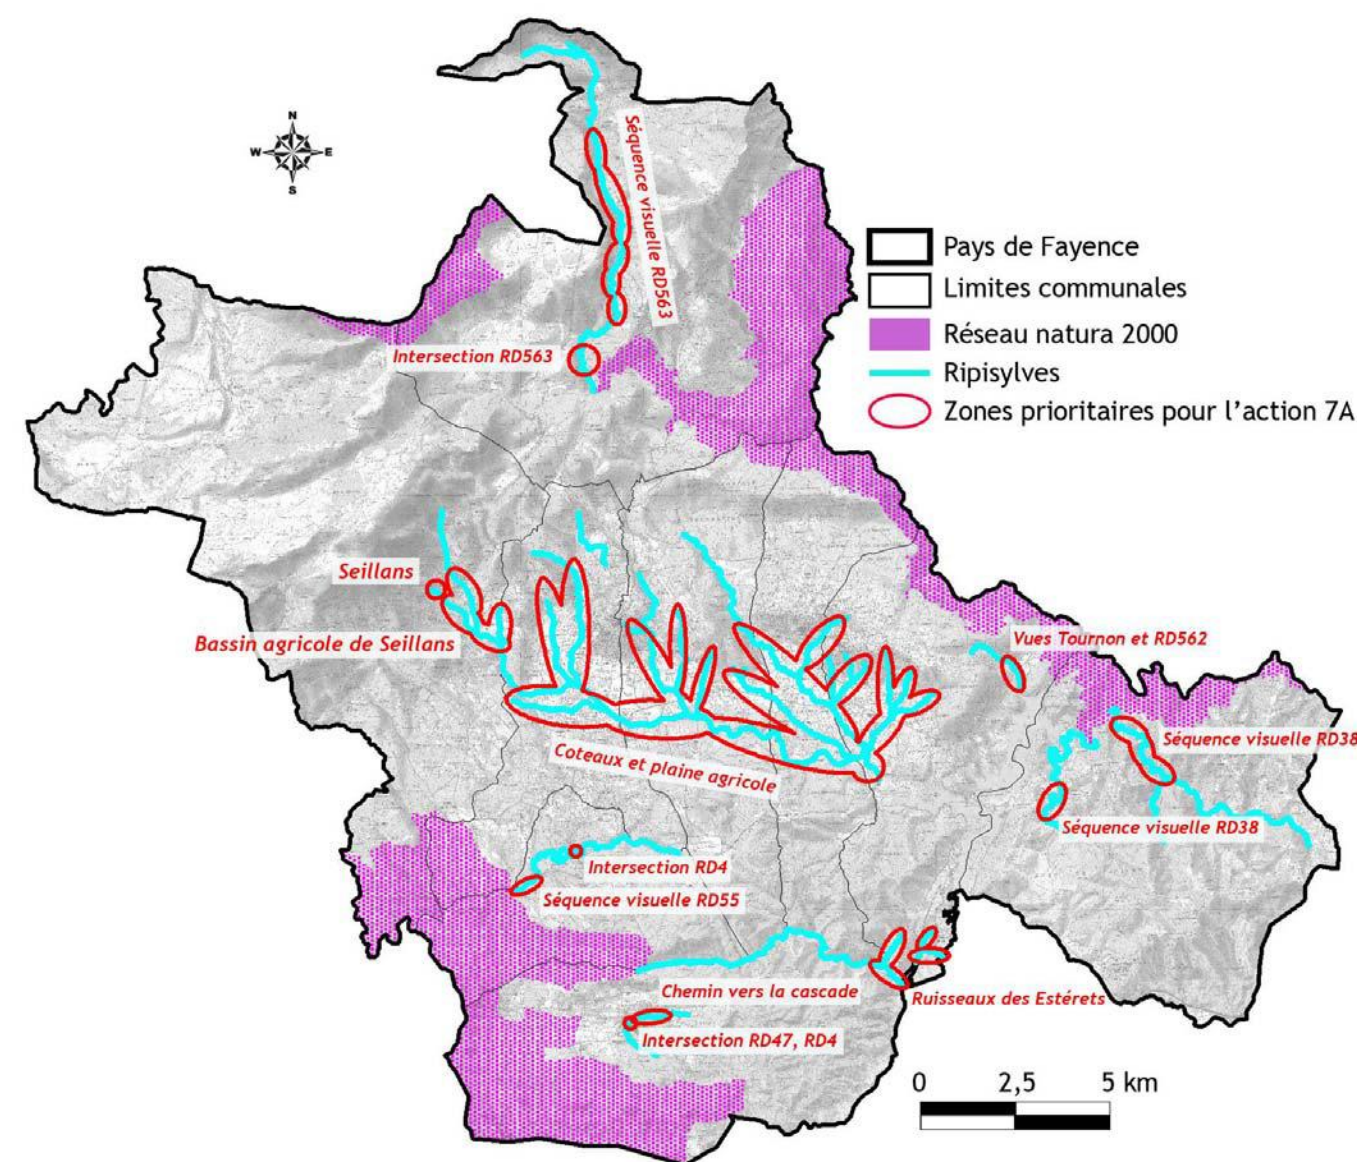 N
W E
S
Séquence visuelle RD563
Pays de Fayence
Limites communales
Réseau natura 2000
Intersection RD563
Ripisylves
Zones prioritaires pour l'action 7A
Seillans
Bassin agricole de Seillans
Vues Tournon et RD562
Séquence visuelle RD38
Coteaux et plaine agricole
Séquence visuelle RD38
Intersection RD4
Séquence visuelle RD55
Chemin vers la cascade
Ruisseaux des Estérets
Intersection RD47, RD4
0 2,5 5 km